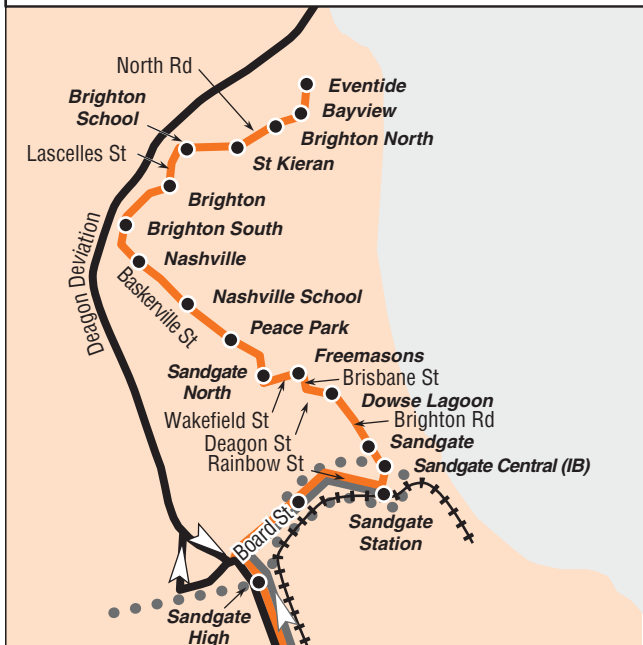 North Rd
Eventide
Brighton
School
Bayview
Brighton North
Lascelles St
St Kieran
Brighton
Brighton South
Nashville
Deagon Deviation
Baskerville St
Nashville School
Peace Park
Freemasons
Sandgate
North
Brisbane St
Dowse Lagoon
Wakefield St
Brighton Rd
Deagon St
Sandgate
Rainbow St
Sandgate Central (IB)
Board St
Sandgate
Station
Sandgate
High